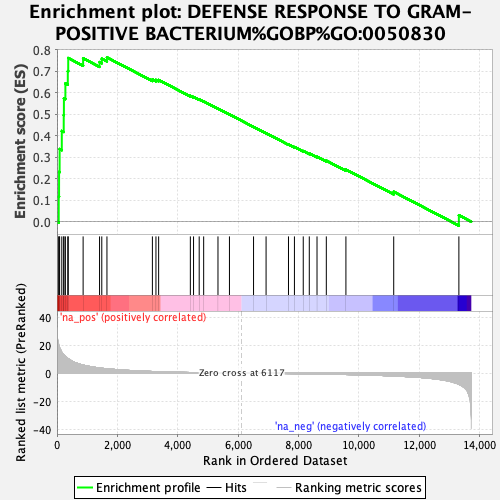 Enrichment plot: DEFENSE RESPONSE TO GRAM-
POSITIVE BACTERIUM%GOBP%GO:0050830
Enrichment score (ES)
0.8
0.7
0.6
0.5
0.4
0.3
0.2
0.1
0.0
'na_pos' (positively correlated)
Ranked list metric (PreRanked)
40
20
0
-20
-40
Zero cross at 6117
'na_neg' (negatively correlated)
0
2,000
4,000
6,000
8,000
10,000
12,000
14,000
Rank in Ordered Dataset
Enrichment profile
Hits
Ranking metric scores